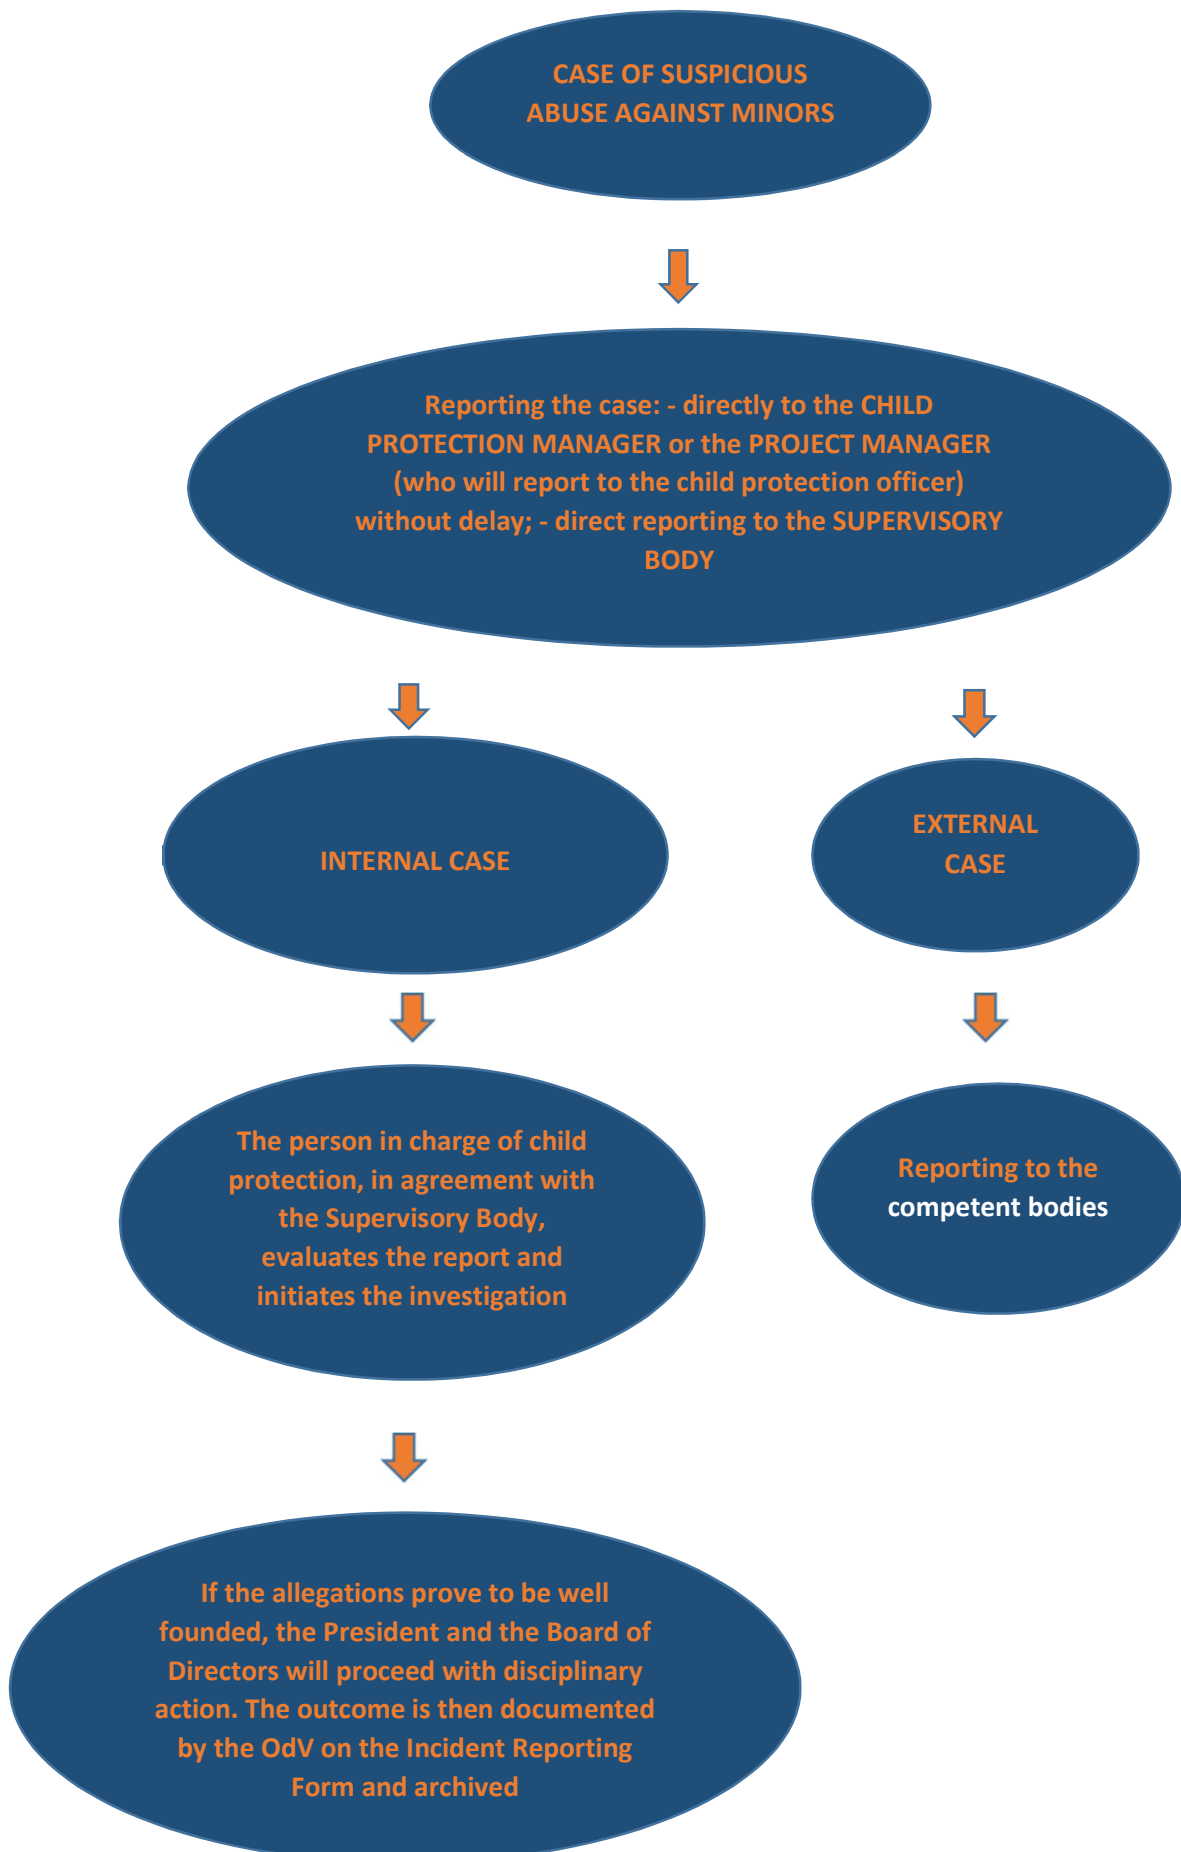 CASE OF SUSPICIOUS
ABUSE AGAINST MINORS
Reporting the case: - directly to the CHILD
PROTECTION MANAGER or the PROJECT MANAGER
(who will report to the child protection officer)
without delay; - direct reporting to the SUPERVISORY
BODY
INTERNAL CASE
EXTERNAL
CASE
The person in charge of child
protection, in agreement with
the Supervisory Body,
evaluates the report and
initiates the investigation
Reporting to the
competent bodies
If the allegations prove to be well
founded, the President and the Board of
Directors will proceed with disciplinary
action. The outcome is then documented
by the OdV on the Incident Reporting
Form and archived